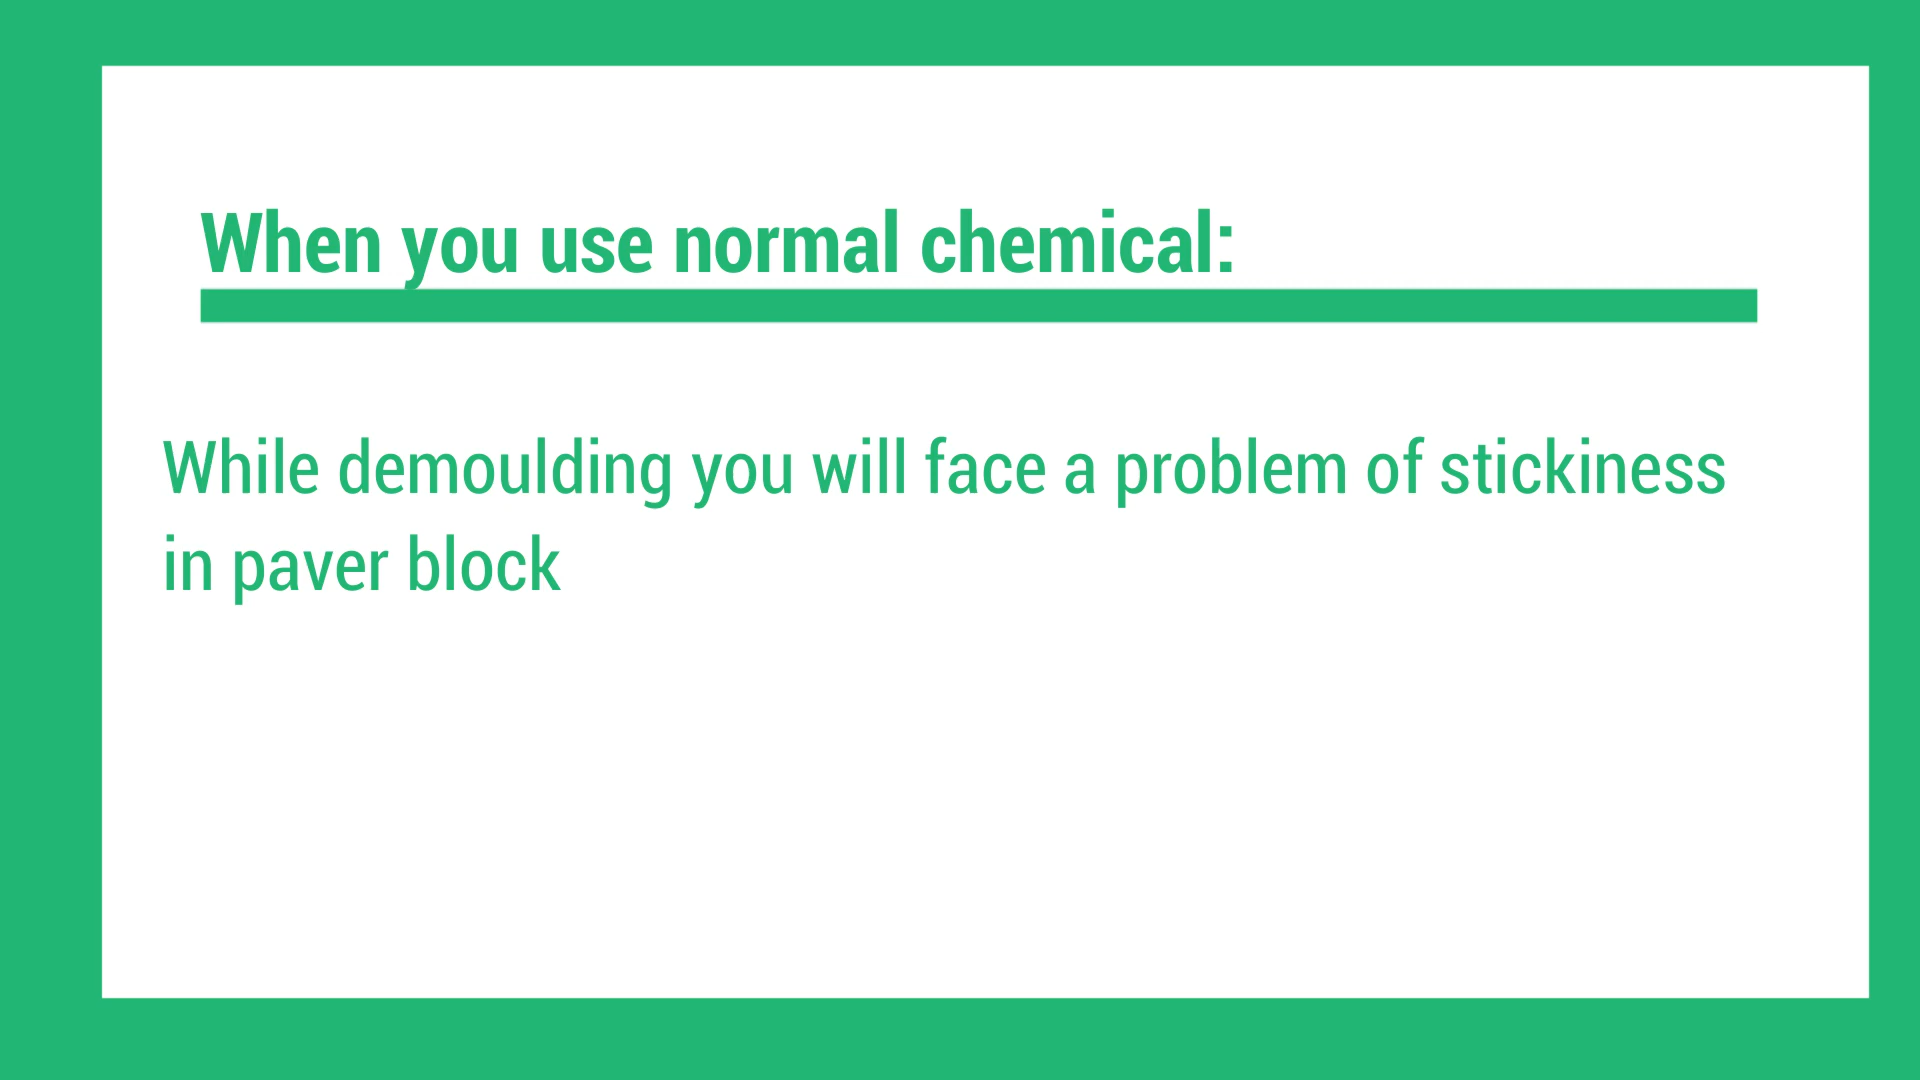 When you use normal chemical:
While demoulding you will face a problem of stickiness
in paver block